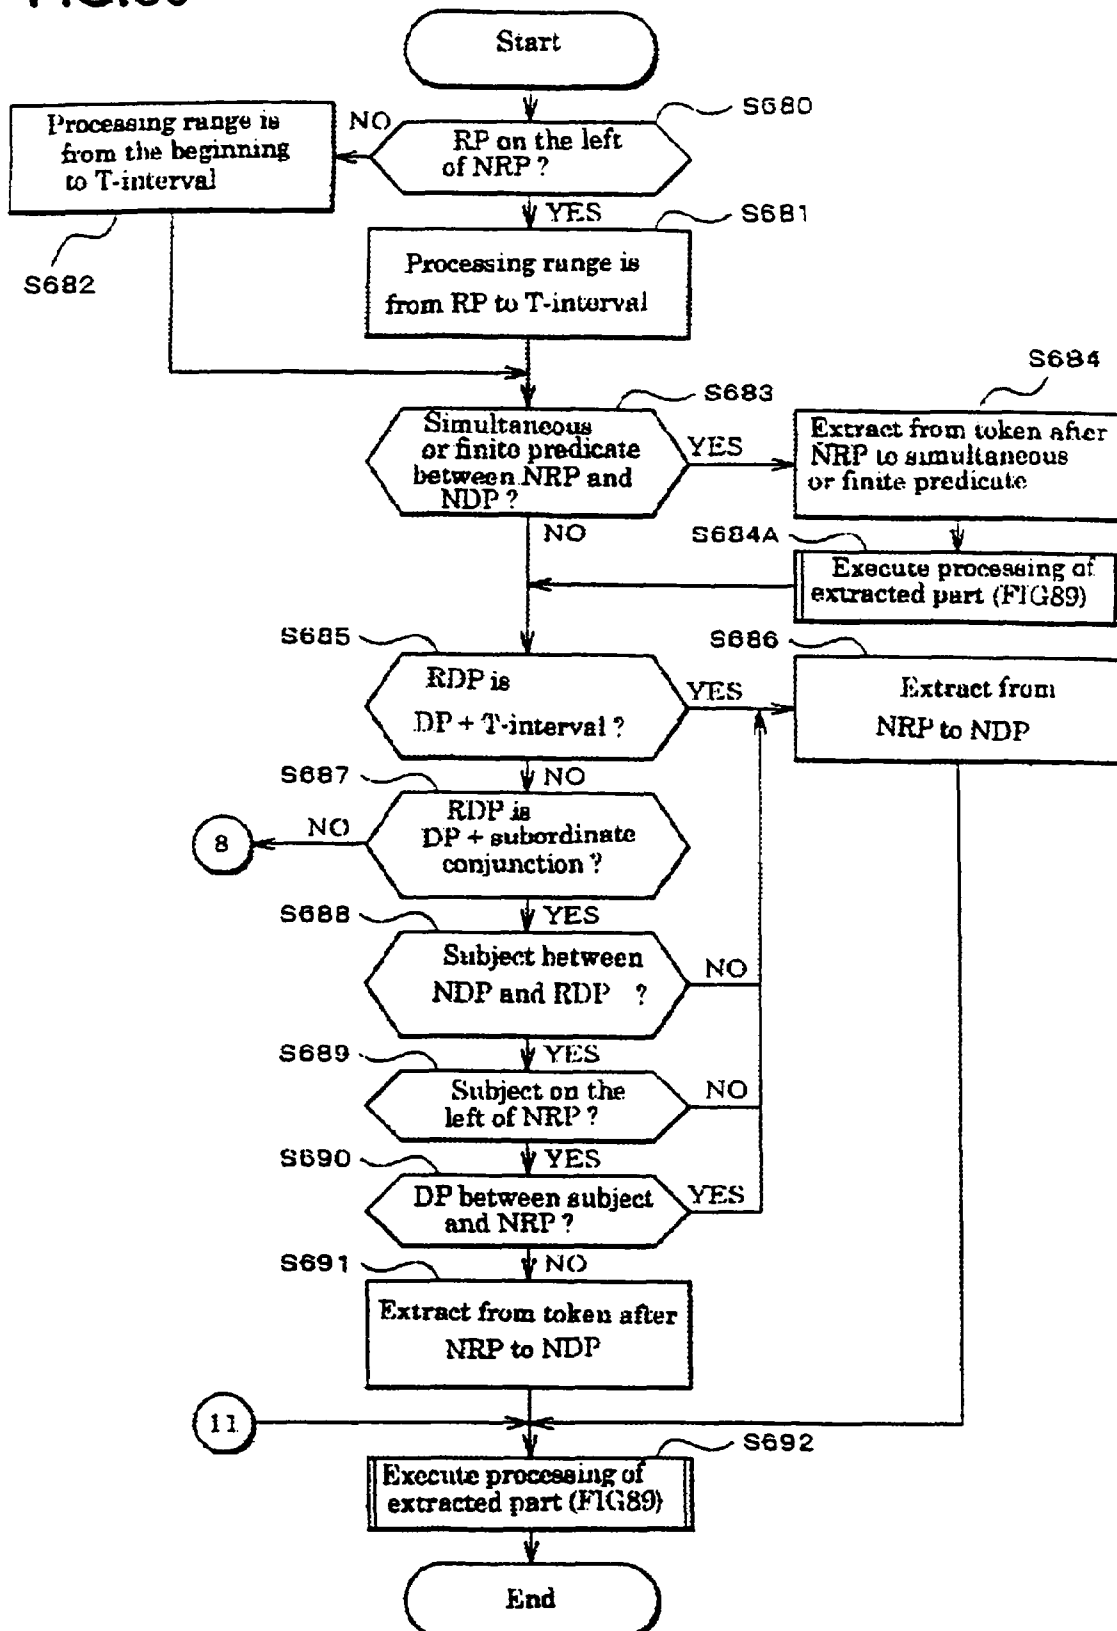 Start
S680
Processing range is
from the beginning
to T-interval
NO
RP on the left
of NRP ?
YES
S681
S682
Processing range is
from RP to T-interval
S684
S683
Simultaneous
or finite predicate
between NRP and
NDP ?
YES
Extract from token after
NRP to simultaneous
or finite predicate
NO
S684A
Execute processing of
extracted part (FIG89)
S685
S686
RDP is
DP + T-interval ?
YES
Extract from
NRP to NDP
S687
NO
RDP is
DP + subordinate
conjunction ?
NO
8
S688
YES
Subject between
NDP and RDP ?
NO
S689
YES
Subject on the
left of NRP ?
NO
S690
YES
DP between subject
and NRP ?
YES
S691
NO
Extract from token after
NRP to NDP
11
S692
Execute processing of
extracted part (FIG89)
End